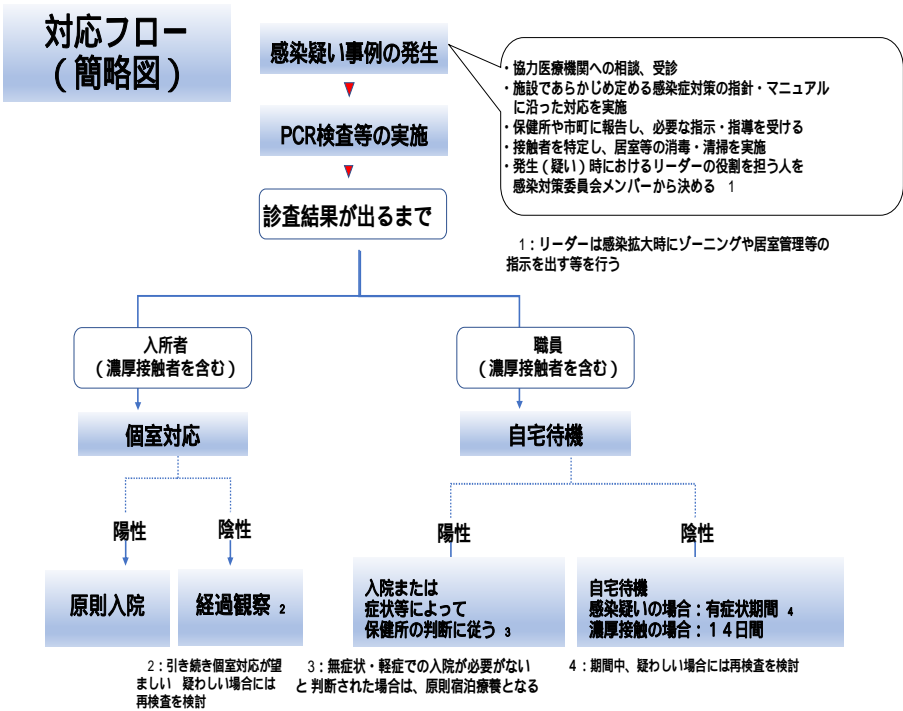 対応フロー
（簡略図）
感染疑い事例の発生
・協力医療機関への相談、受診
・施設であらかじめ定める感染症対策の指針・マニュアル
に沿った対応を実施
・保健所や市町に報告し、必要な指示・指導を受ける
・接触者を特定し、居室等の消毒・清掃を実施
・発生（疑い）時におけるリーダーの役割を担う人を
感染対策委員会メンバーから決める 1
PCR検査等の実施
診査結果が出るまで
1：リーダーは感染拡大時にゾーニングや居室管理等の
指示を出す等を行う
入所者
（濃厚接触者を含む）
職員
（濃厚接触者を含む）
個室対応
自宅待機
陽性
陰性
陽性
陰性
原則入院
経過観察 2
入院または
症状等によって
保健所の判断に従う 3
自宅待機
感染疑いの場合：有症状期間 4
濃厚接触の場合：１４日間
2：引き続き個室対応が望
ましい 疑わしい場合には
再検査を検討
3：無症状・軽症での入院が必要がない
と判断された場合は、原則宿泊療養となる
4：期間中、疑わしい場合には再検査を検討